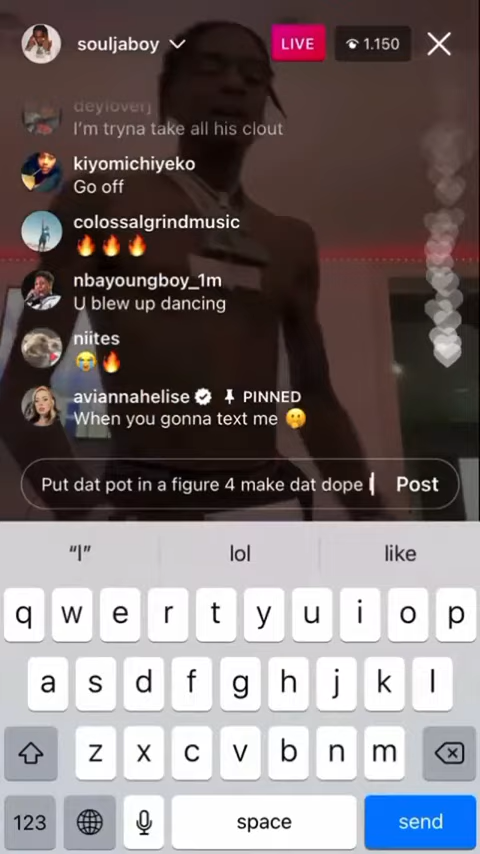 souljaboy
LIVE
1.150
deyloverj
I'm tryna take all his clout
kiyomichiyeko
Go off
colossalgrindmusic
🔥🔥🔥
nbayoungboy_1m
U blew up dancing
niites
😭🔥
aviannahelise PINNED
When you gonna text me 🤭
Put dat pot in a figure 4 make dat dope l
Post
"l" lol like
q w e r t y u i o p
a s d f g h j k l
z x c v b n m
123 space send